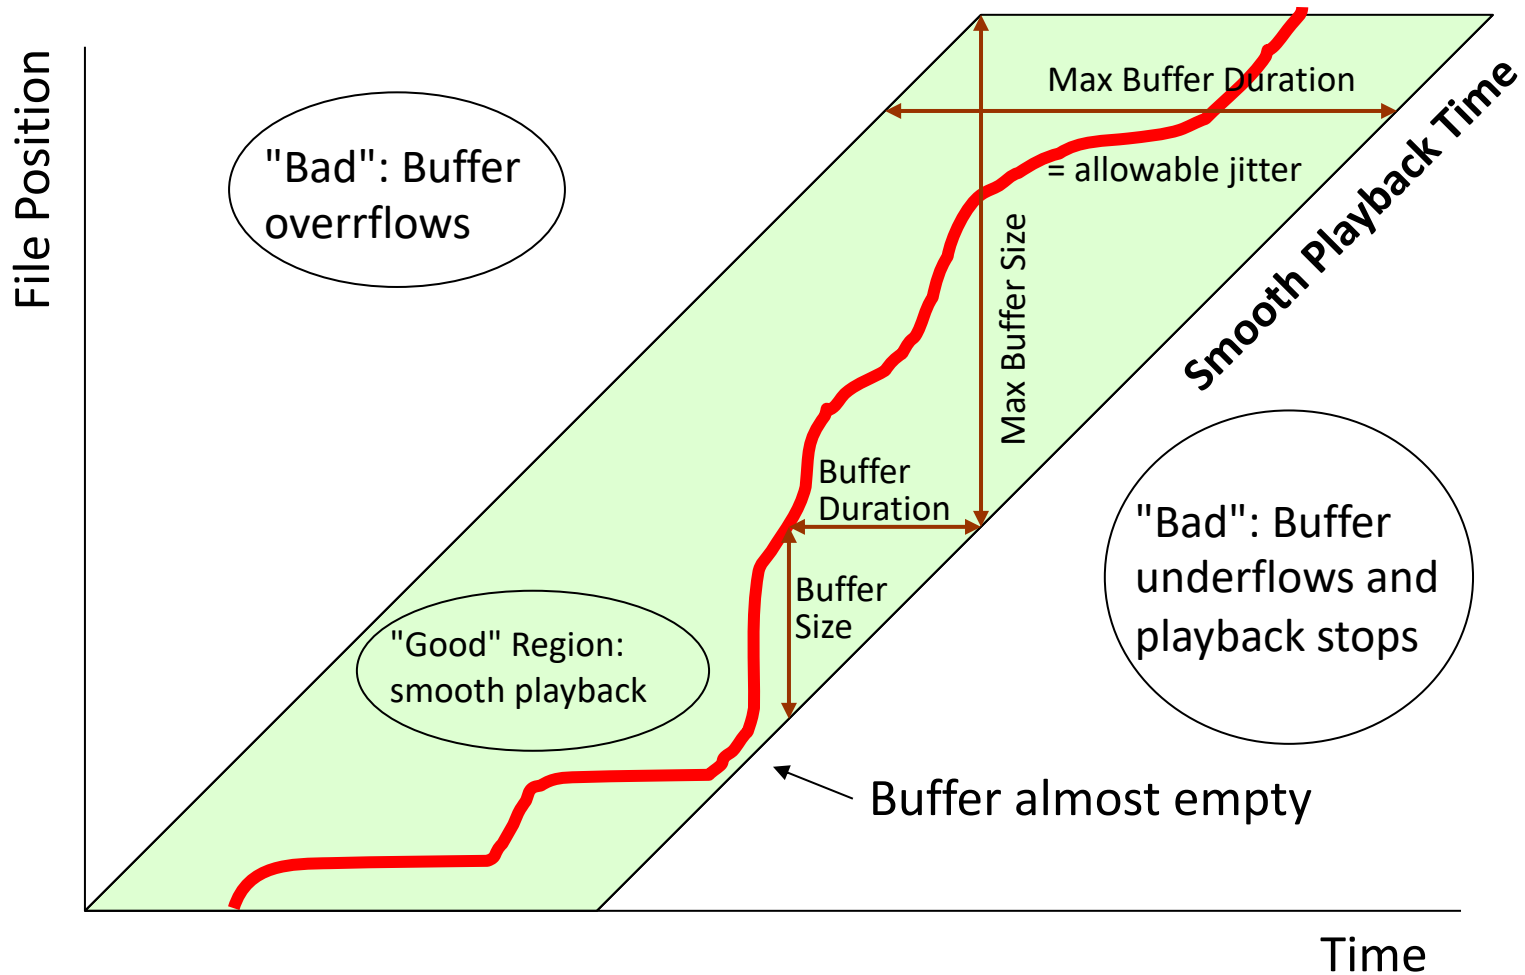 File Position
"Bad": Buffer
overrflows
Max Buffer Duration
= allowable jitter
Smooth Playback Time
Max Buffer Size
Buffer
Duration
"Bad": Buffer
underflows and
playback stops
Buffer
Size
"Good" Region:
smooth playback
Buffer almost empty
Time